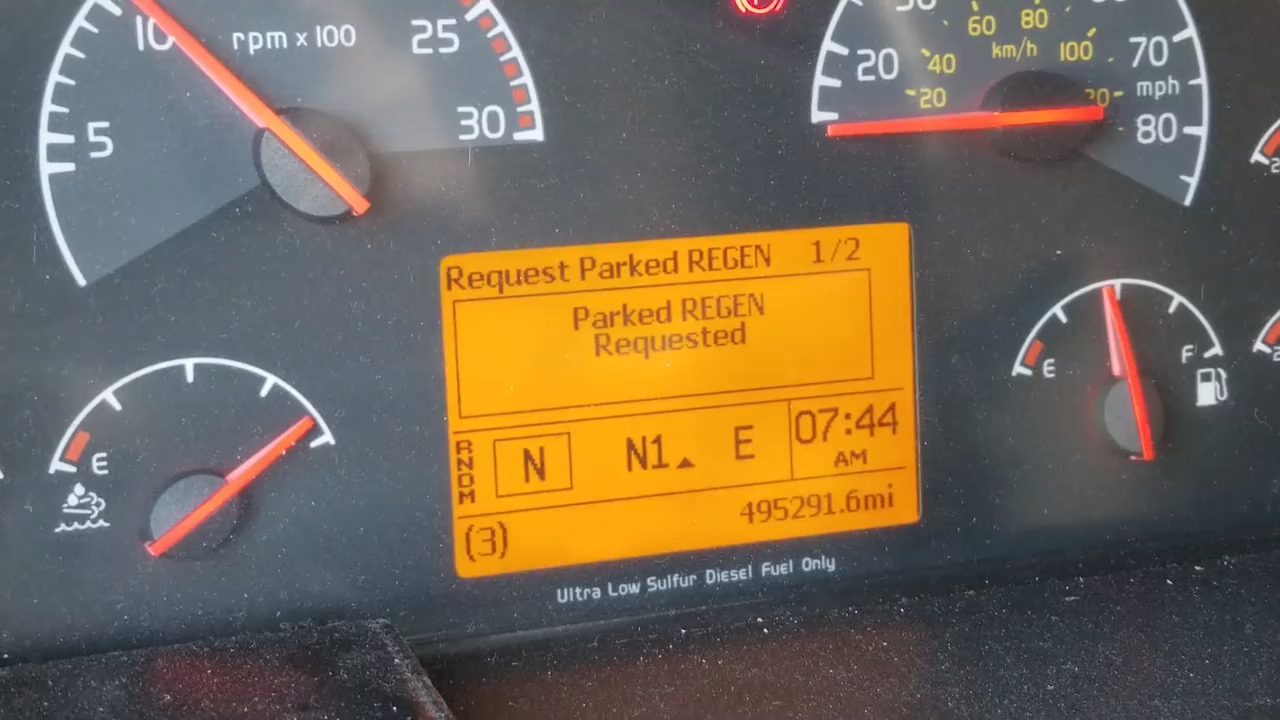 10 rpm x 100 25
5 30
60 80
20 40 km/h 100 70
20 mph
80
Request Parked REGEN 1/2
Parked REGEN
Requested
E F
RNDM N N1 E 07:44
AM
E
495291.6mi
(3)
Ultra Low Sulfur Diesel Fuel Only